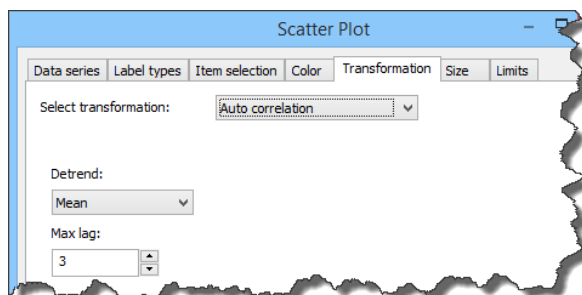 Scatter Plot
Data series Label types Item selection Color Transformation Size Limits
Select transformation: Auto correlation
Detrend:
Mean
Max lag:
3